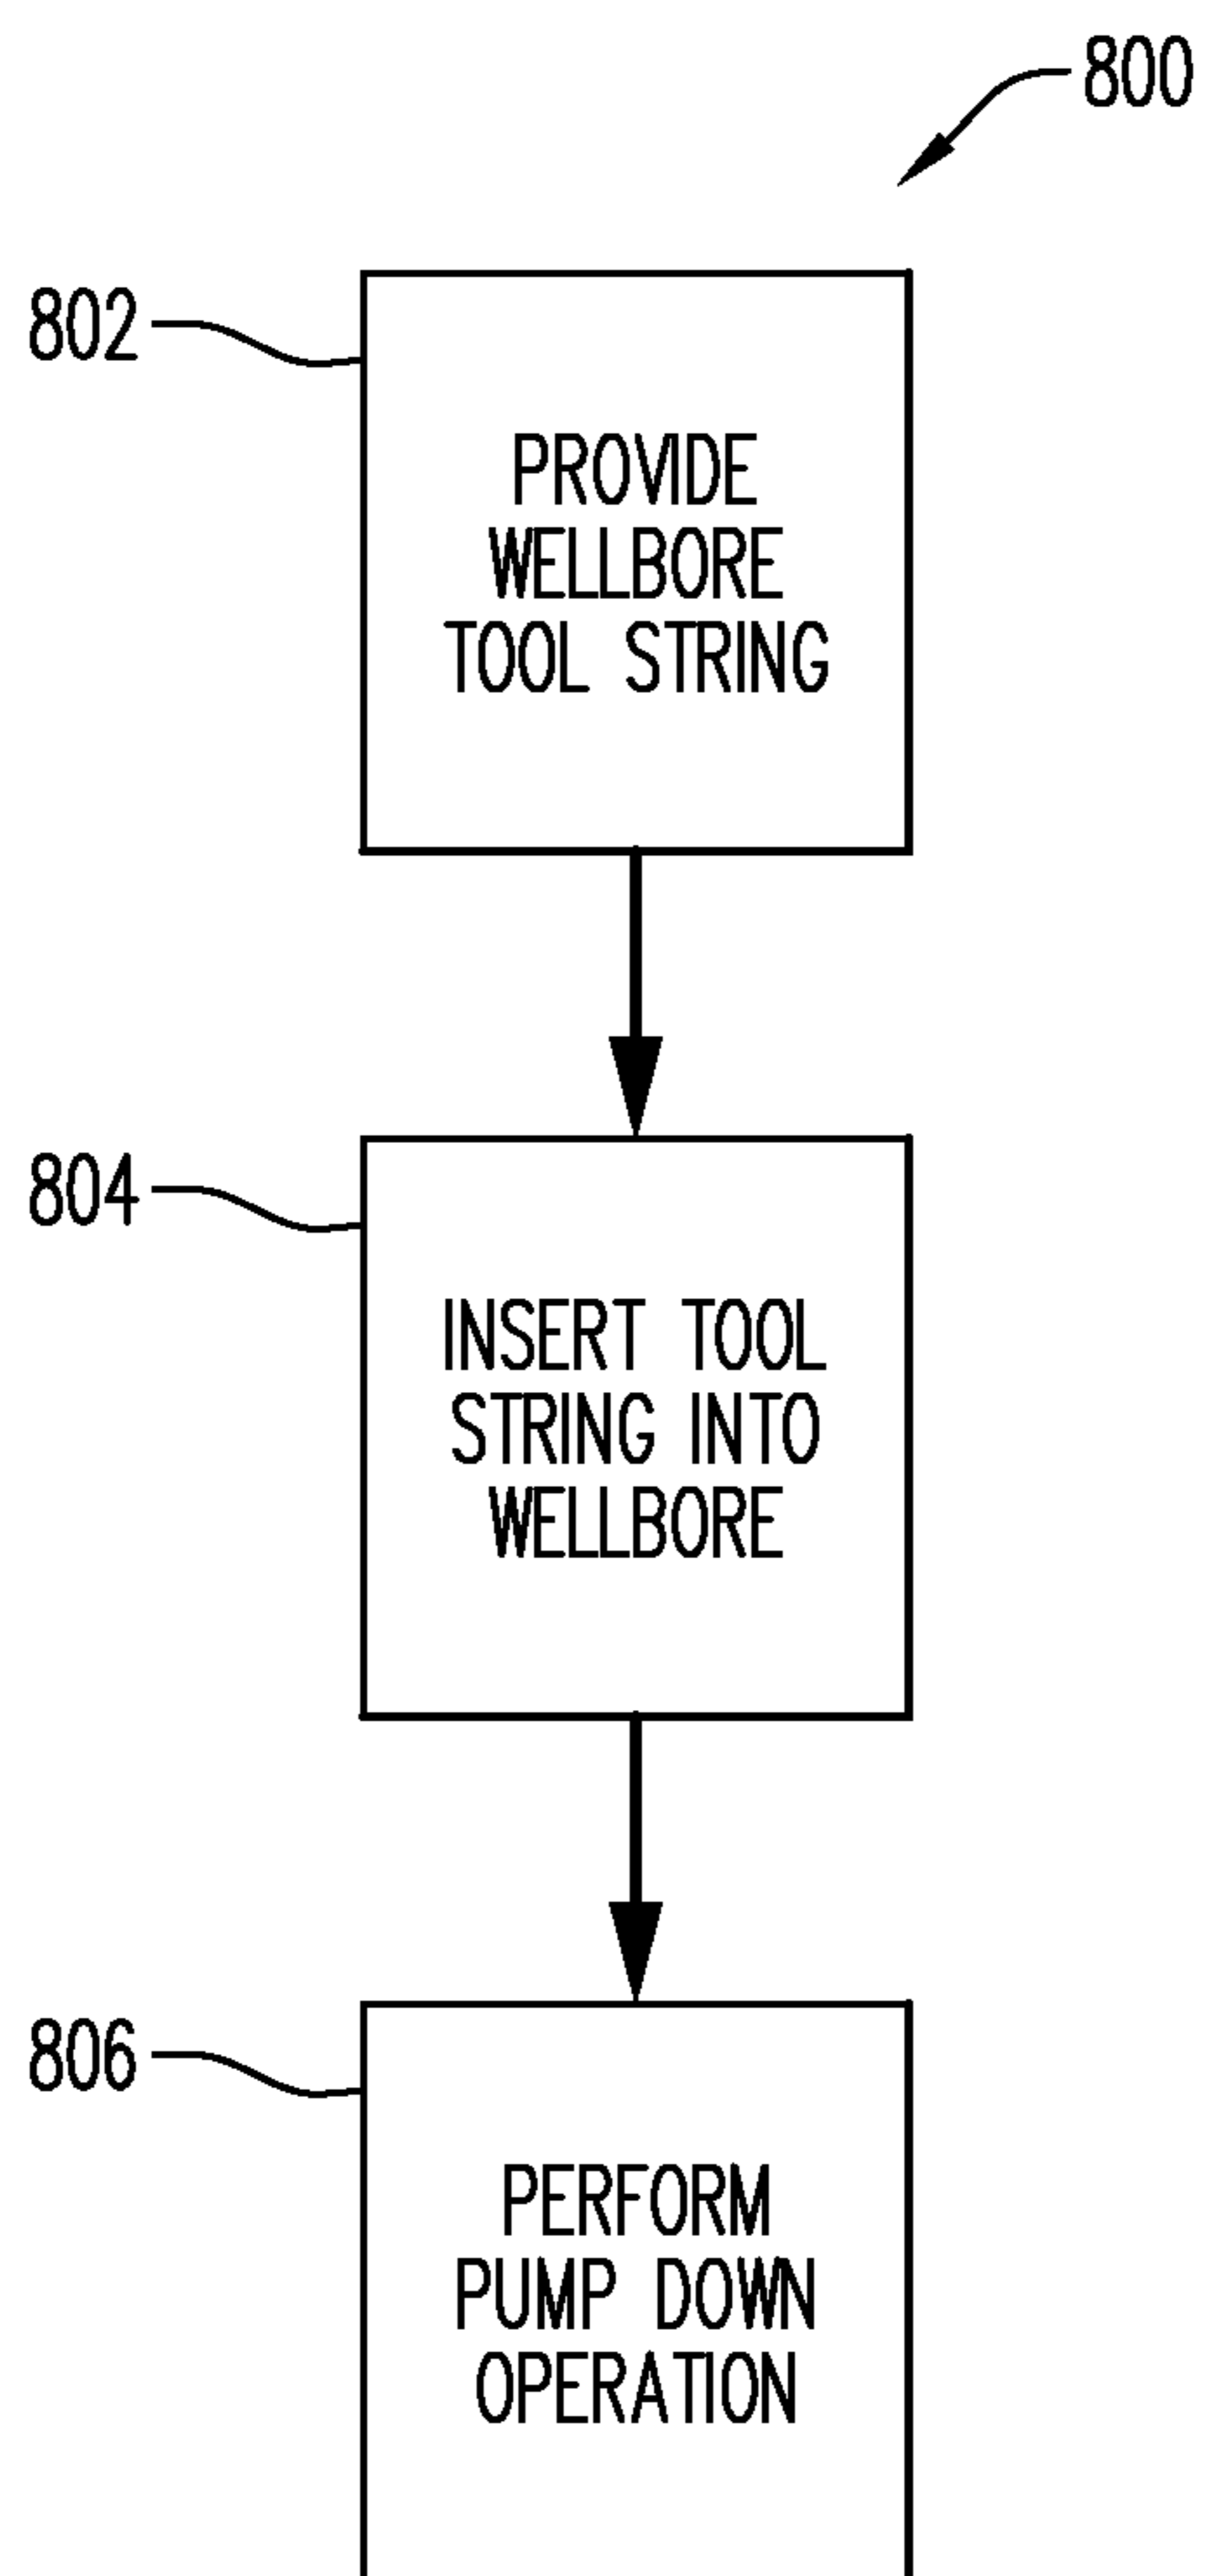 800
802
PROVIDE
WELLBORE
TOOL STRING
804
INSERT TOOL
STRING INTO
WELLBORE
806
PERFORM
PUMP DOWN
OPERATION